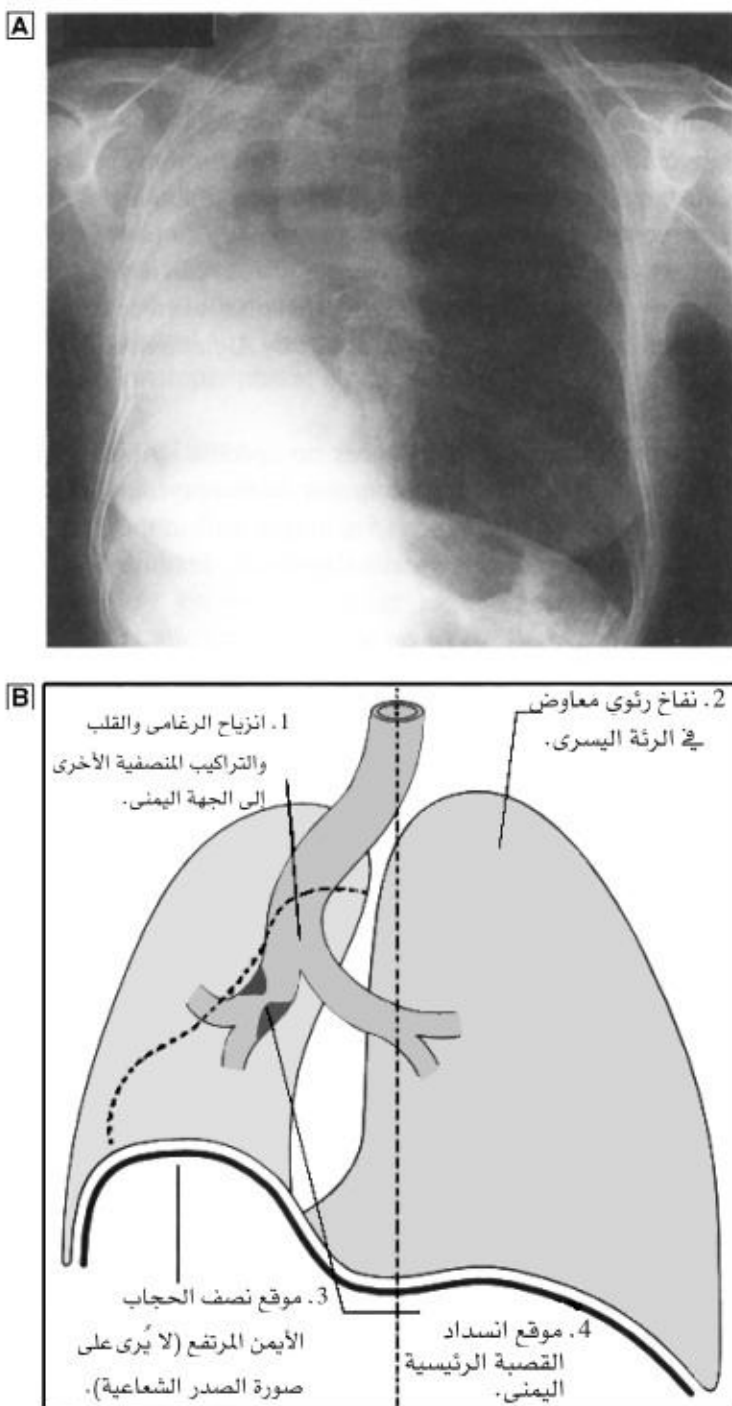 A
B
1. انزياح الرغامى والقلب
والتراكيب المنصفية الأخرى
إلى الجهة اليمنى.
2. نفاخ رئوي معاوض
في الرئة اليسرى.
3. موقع نصف الحجاب
الأيمن المرتفع (لا يُرى على
صورة الصدر الشعاعية).
4. موقع انسداد
القصبة الرئيسية
اليمنى.